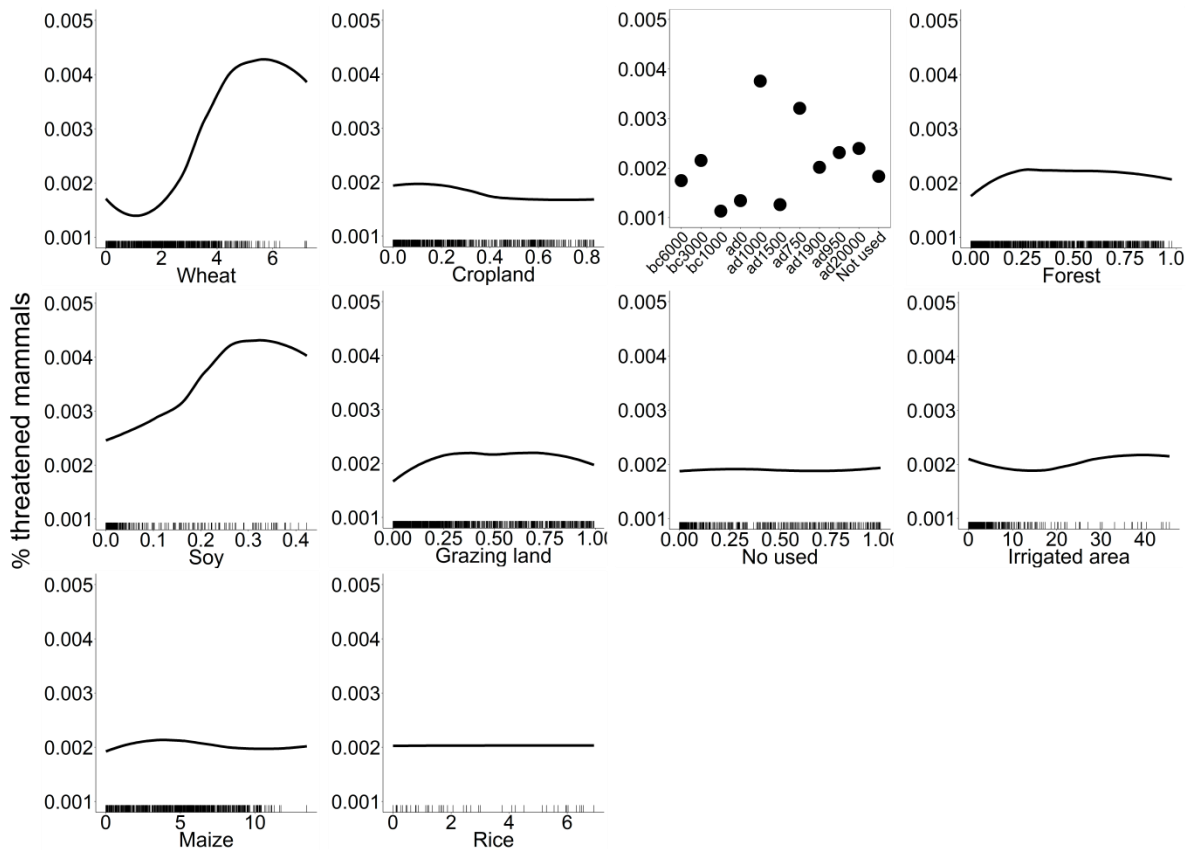 % threatened mammals
0.005
0.004
0.003
0.002
0.001
0 2 4 6
Wheat
0.005
0.004
0.003
0.002
0.001
0.0 0.2 0.4 0.6 0.8
Cropland
0.005
0.004
0.003
0.002
0.001
bc6000
bc3000
bc1000
ad0
ad1000
ad1500
ad750
ad1900
ad950
ad20000
Not used
0.005
0.004
0.003
0.002
0.001
0.00 0.25 0.50 0.75 1.0
Forest
0.005
0.004
0.003
0.002
0.001
0.0 0.1 0.2 0.3 0.4
Soy
0.005
0.004
0.003
0.002
0.001
0.00 0.25 0.50 0.75 1.00
Grazing land
0.005
0.004
0.003
0.002
0.001
0.00 0.25 0.50 0.75 1.00
No used
0.005
0.004
0.003
0.002
0.001
0 10 20 30 40
Irrigated area
0.005
0.004
0.003
0.002
0.001
0 5 10
Maize
0.005
0.004
0.003
0.002
0.001
0 2 4 6
Rice